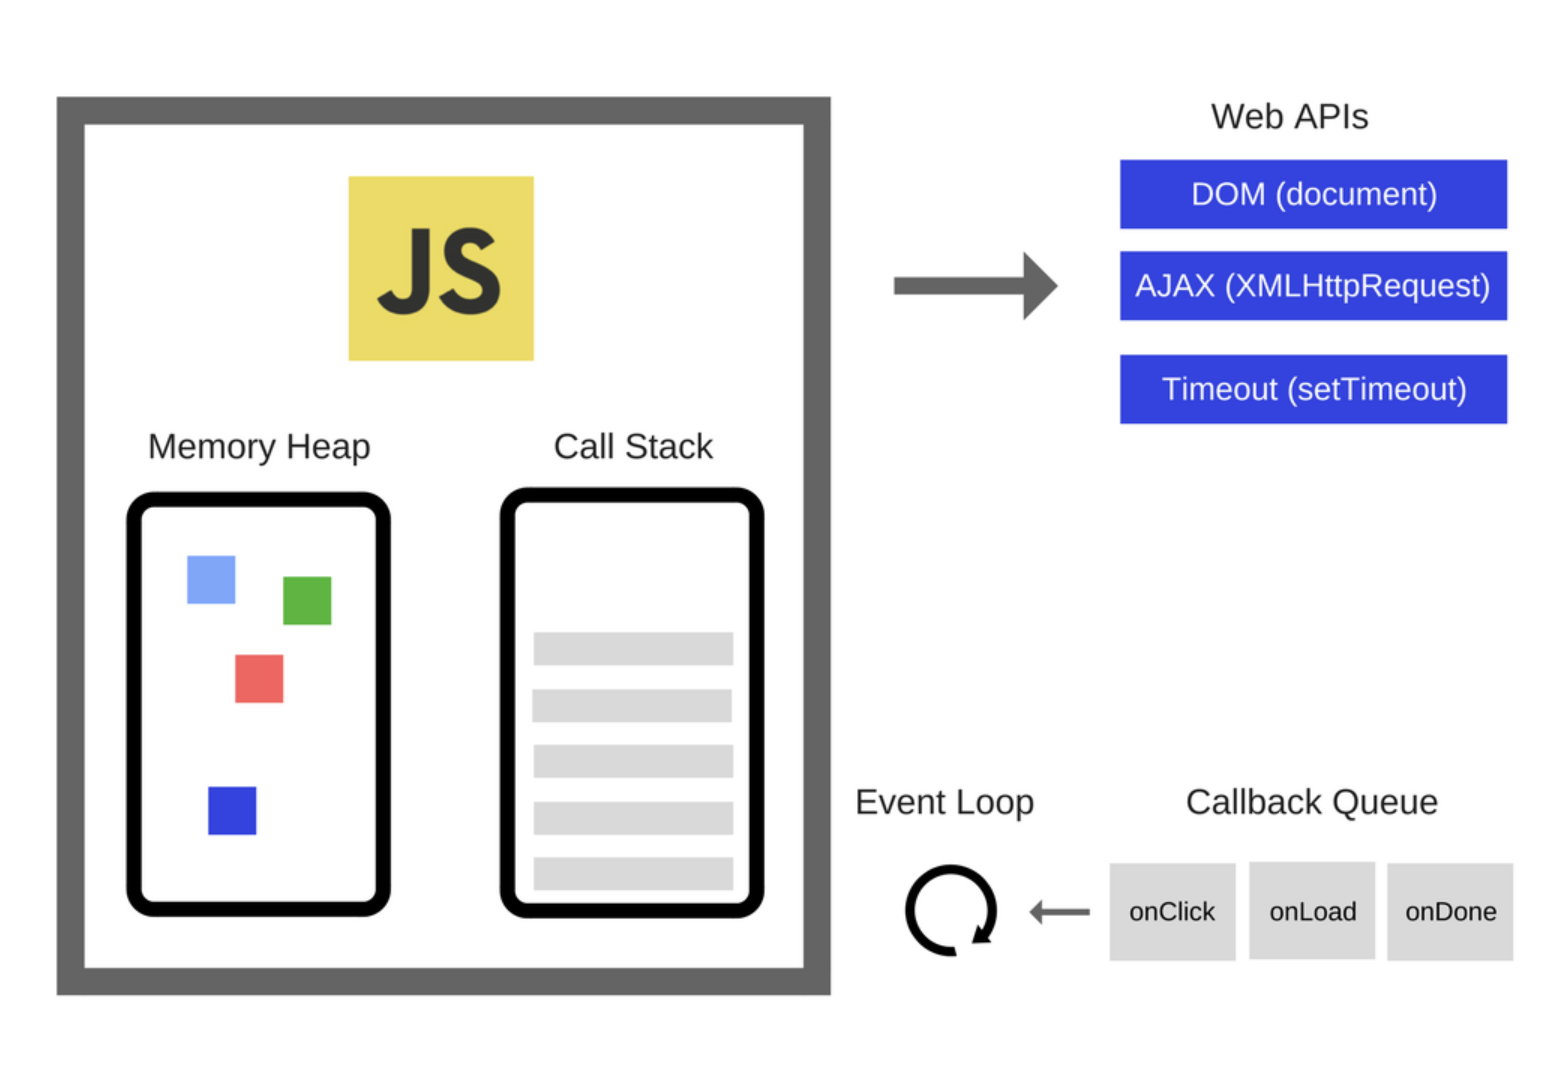 Web APIs
DOM (document)
JS
AJAX (XMLHttpRequest)
Timeout (setTimeout)
Memory Heap
Call Stack
Event Loop
Callback Queue
onClick
onLoad
onDone